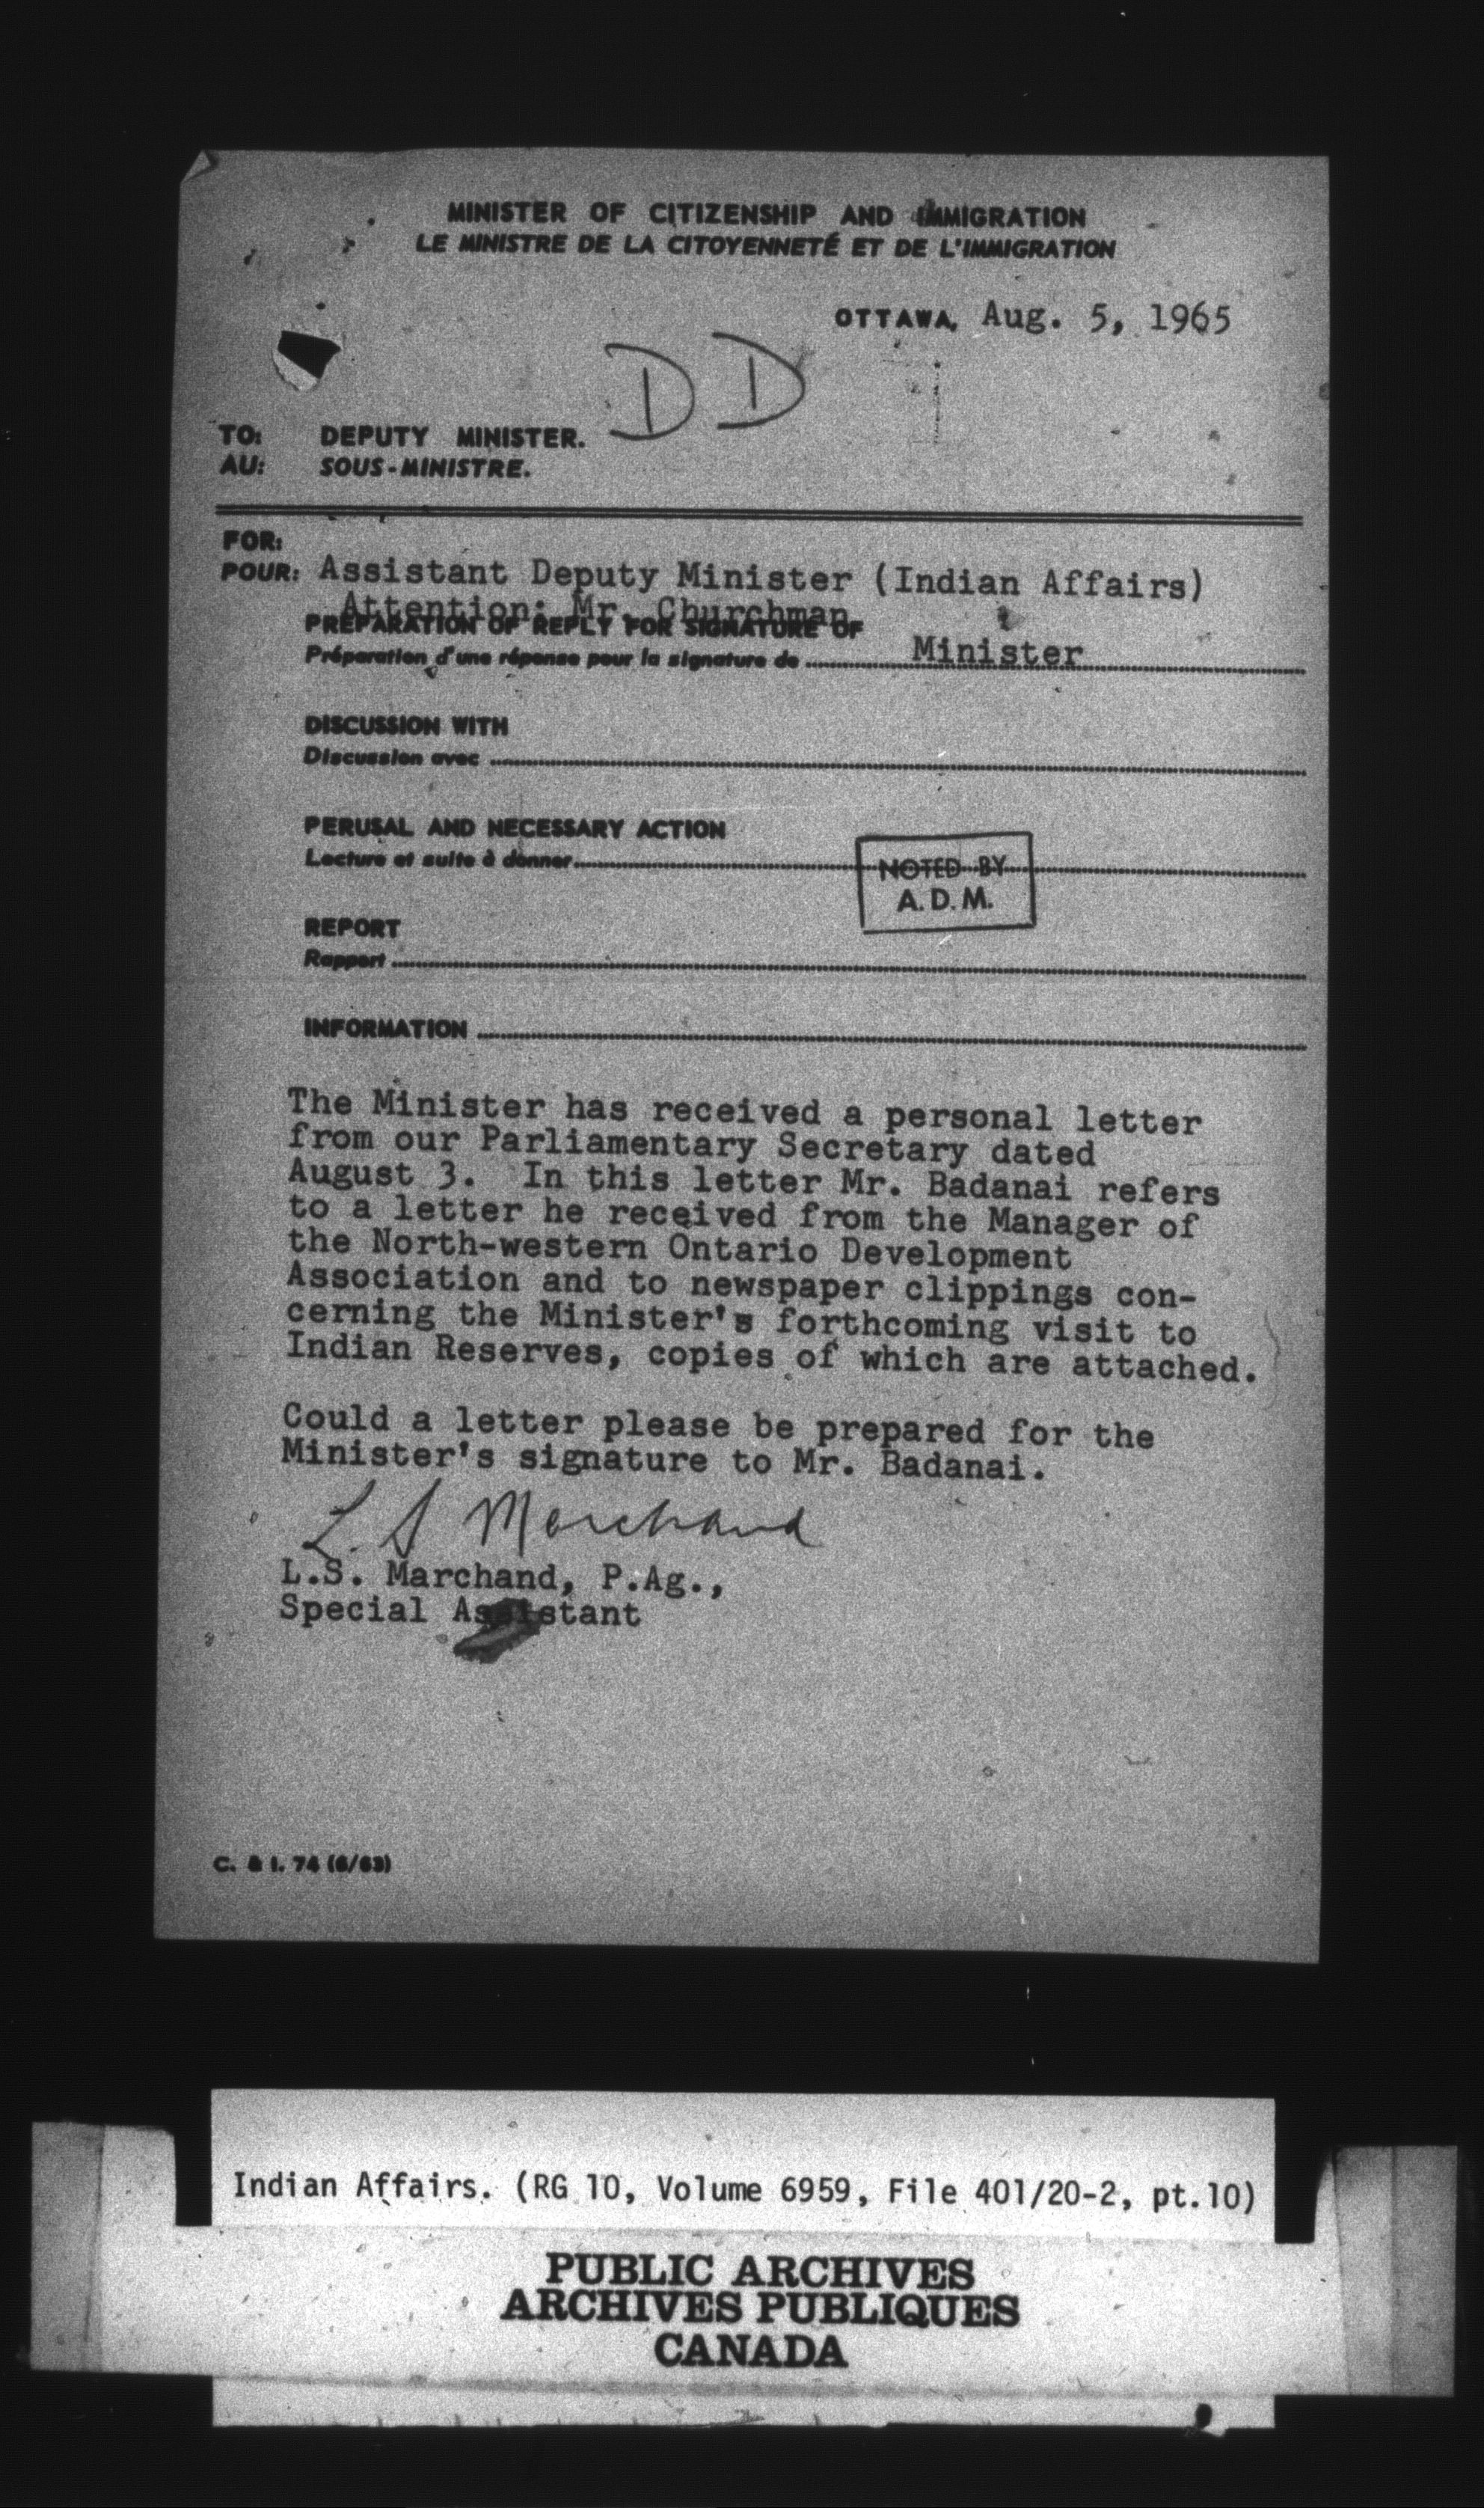 MINISTER OF CITIZENSHIP AND IMMIGRATION
LE MINISTRE DE LA CITOYENNETÉ ET DE L'IMMIGRATION
OTTAWA, Aug. 5, 1965
D D
TO: DEPUTY MINISTER.
AU: SOUS-MINISTRE.
FOR:
POUR: Assistant Deputy Minister (Indian Affairs)
Attention: Mr. Churchman
PREPARATION OF REPLY FOR SIGNATURE OF
Préparation d'une réponse pour la signature de Minister
DISCUSSION WITH
Discussion avec
PERUSAL AND NECESSARY ACTION
Lecture et suite à donner
NOTED BY
A.D.M.
REPORT
Rapport
INFORMATION
The Minister has received a personal letter
from our Parliamentary Secretary dated
August 3. In this letter Mr. Badanai refers
to a letter he received from the Manager of
the North-western Ontario Development
Association and to newspaper clippings con-
cerning the Minister's forthcoming visit to
Indian Reserves, copies of which are attached.
Could a letter please be prepared for the
Minister's signature to Mr. Badanai.
L. S Marchand
L.S. Marchand, P.Ag.,
Special Assistant
C. & I. 74 (6/63)
Indian Affairs. (RG 10, Volume 6959, File 401/20-2, pt.10)
PUBLIC ARCHIVES
ARCHIVES PUBLIQUES
CANADA